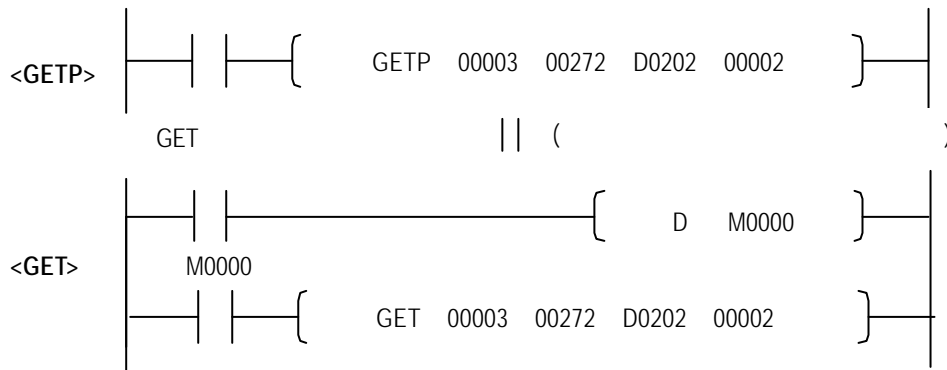 <GETP> GETP 00003 00272 D0202 00002
GET || ( )
D M0000
<GET> M0000
GET 00003 00272 D0202 00002